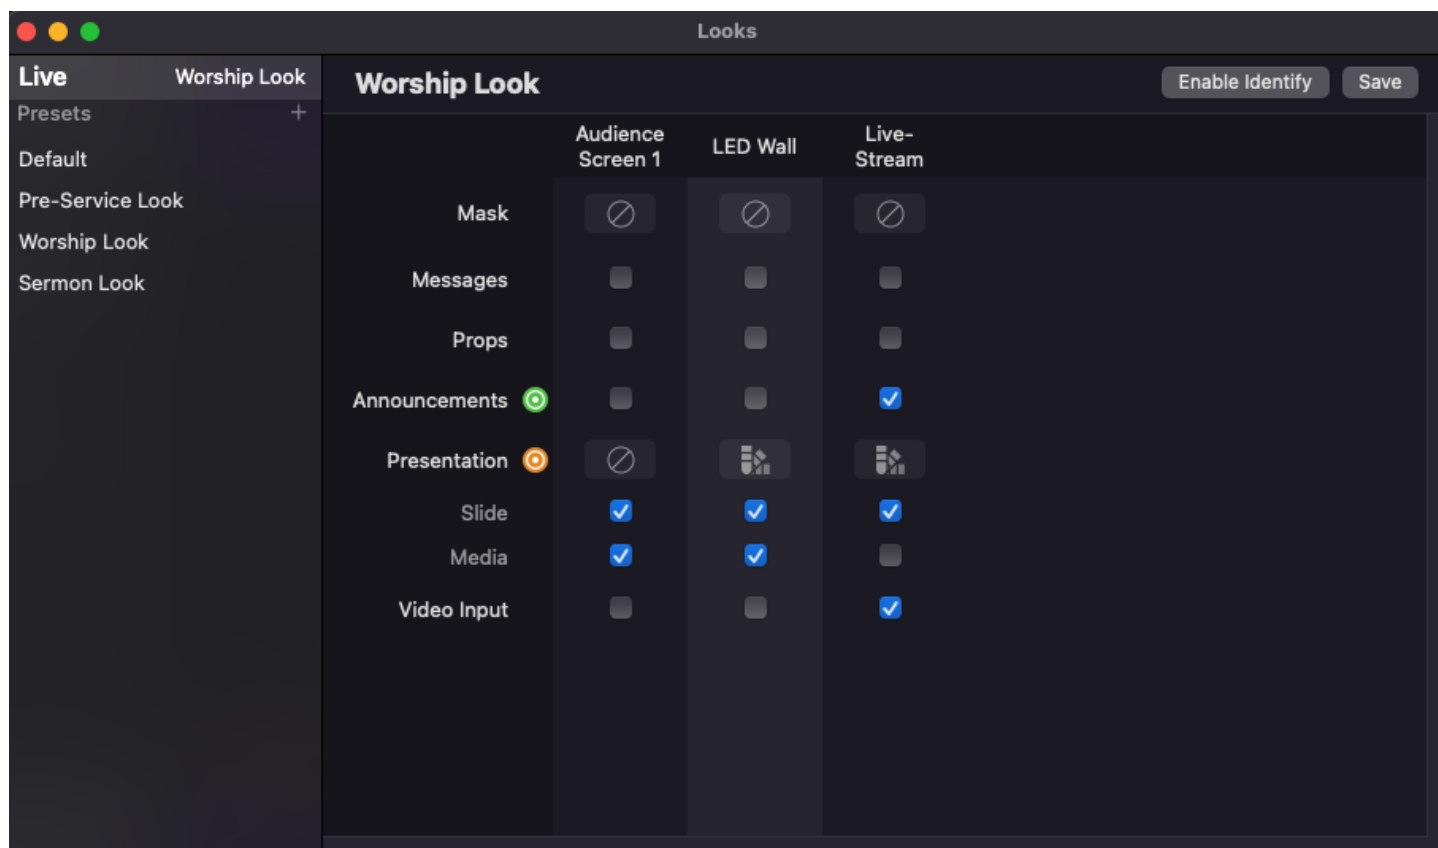 Looks
Live Worship Look
Presets +
Default
Pre-Service Look
Worship Look
Sermon Look
Worship Look
Enable Identify Save
Audience
Screen 1
LED Wall
Live-
Stream
Mask
Messages
Props
Announcements
Presentation
Slide
Media
Video Input